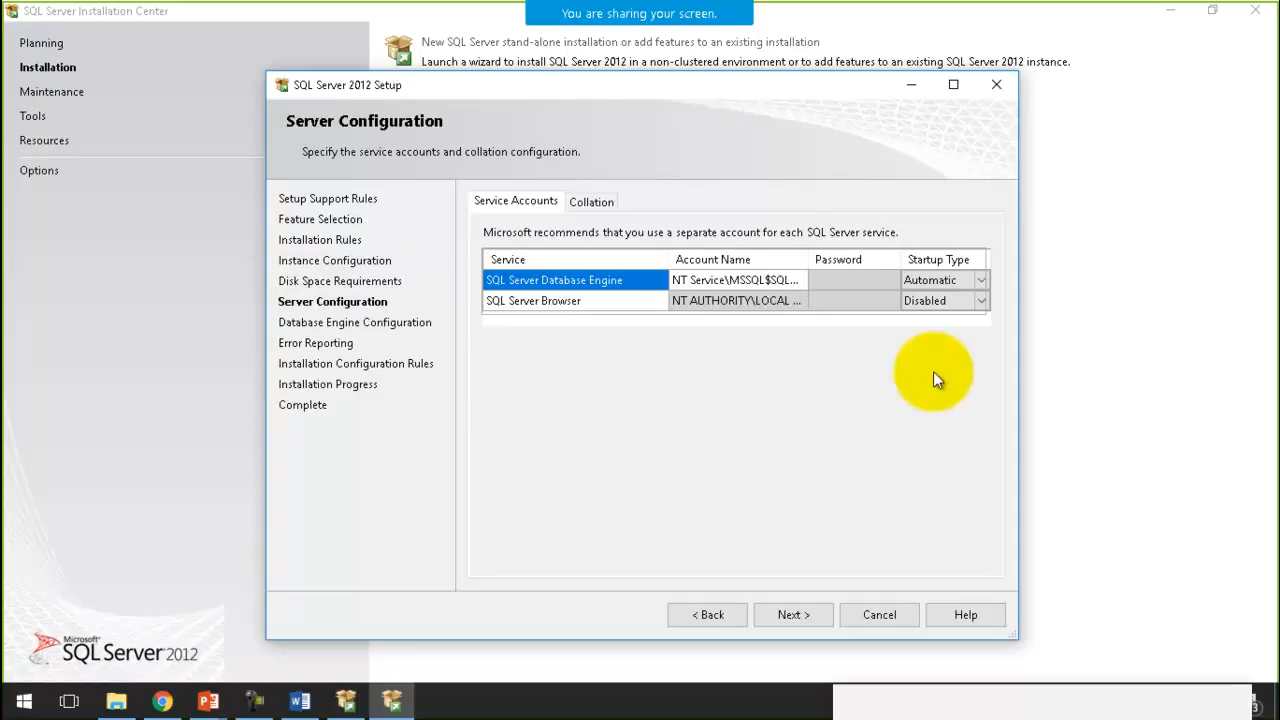 SQL Server Installation Center
You are sharing your screen.
Planning
Installation
Maintenance
Tools
Resources
Options
New SQL Server stand-alone installation or add features to an existing installation
Launch a wizard to install SQL Server 2012 in a non-clustered environment or to add features to an existing SQL Server 2012 instance.
SQL Server 2012 Setup
Server Configuration
Specify the service accounts and collation configuration.
Setup Support Rules
Feature Selection
Installation Rules
Instance Configuration
Disk Space Requirements
Server Configuration
Database Engine Configuration
Error Reporting
Installation Configuration Rules
Installation Progress
Complete
Service Accounts Collation
Microsoft recommends that you use a separate account for each SQL Server service.
Service Account Name Password Startup Type
SQL Server Database Engine NT Service\MSSQL$SQL... Automatic
SQL Server Browser NT AUTHORITY\LOCAL ... Disabled
< Back Next > Cancel Help
Microsoft
SQL Server 2012